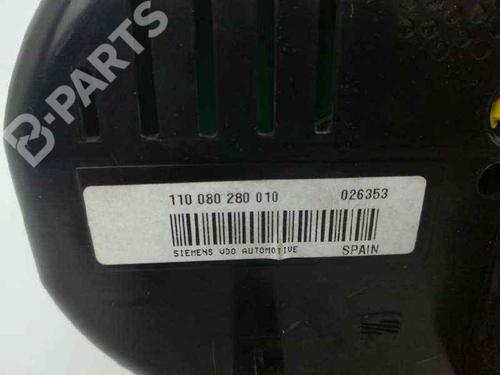 B-PARTS
110 080 280 010 026353
SIEMENS VDO AUTOMOTIVE SPAIN